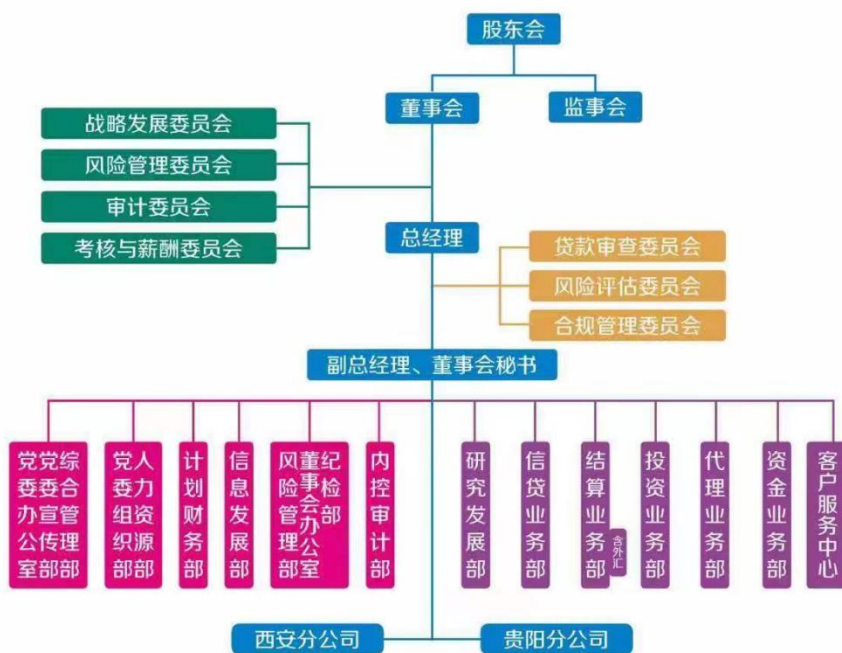 股东会
董事会
监事会
战略发展委员会
风险管理委员会
审计委员会
考核与薪酬委员会
总经理
贷款审查委员会
风险评估委员会
合规管理委员会
副总经理、董事会秘书
综合管理部
党委宣传部
党委办公室
人力资源部
党委组织部
计划财务部
信息发展部
纪检部
董事会办公室
风险管理部
内控审计部
研究发展部
信贷业务部
结算业务部
含外汇
投资业务部
代理业务部
资金业务部
客户服务中心
西安分公司
贵阳分公司